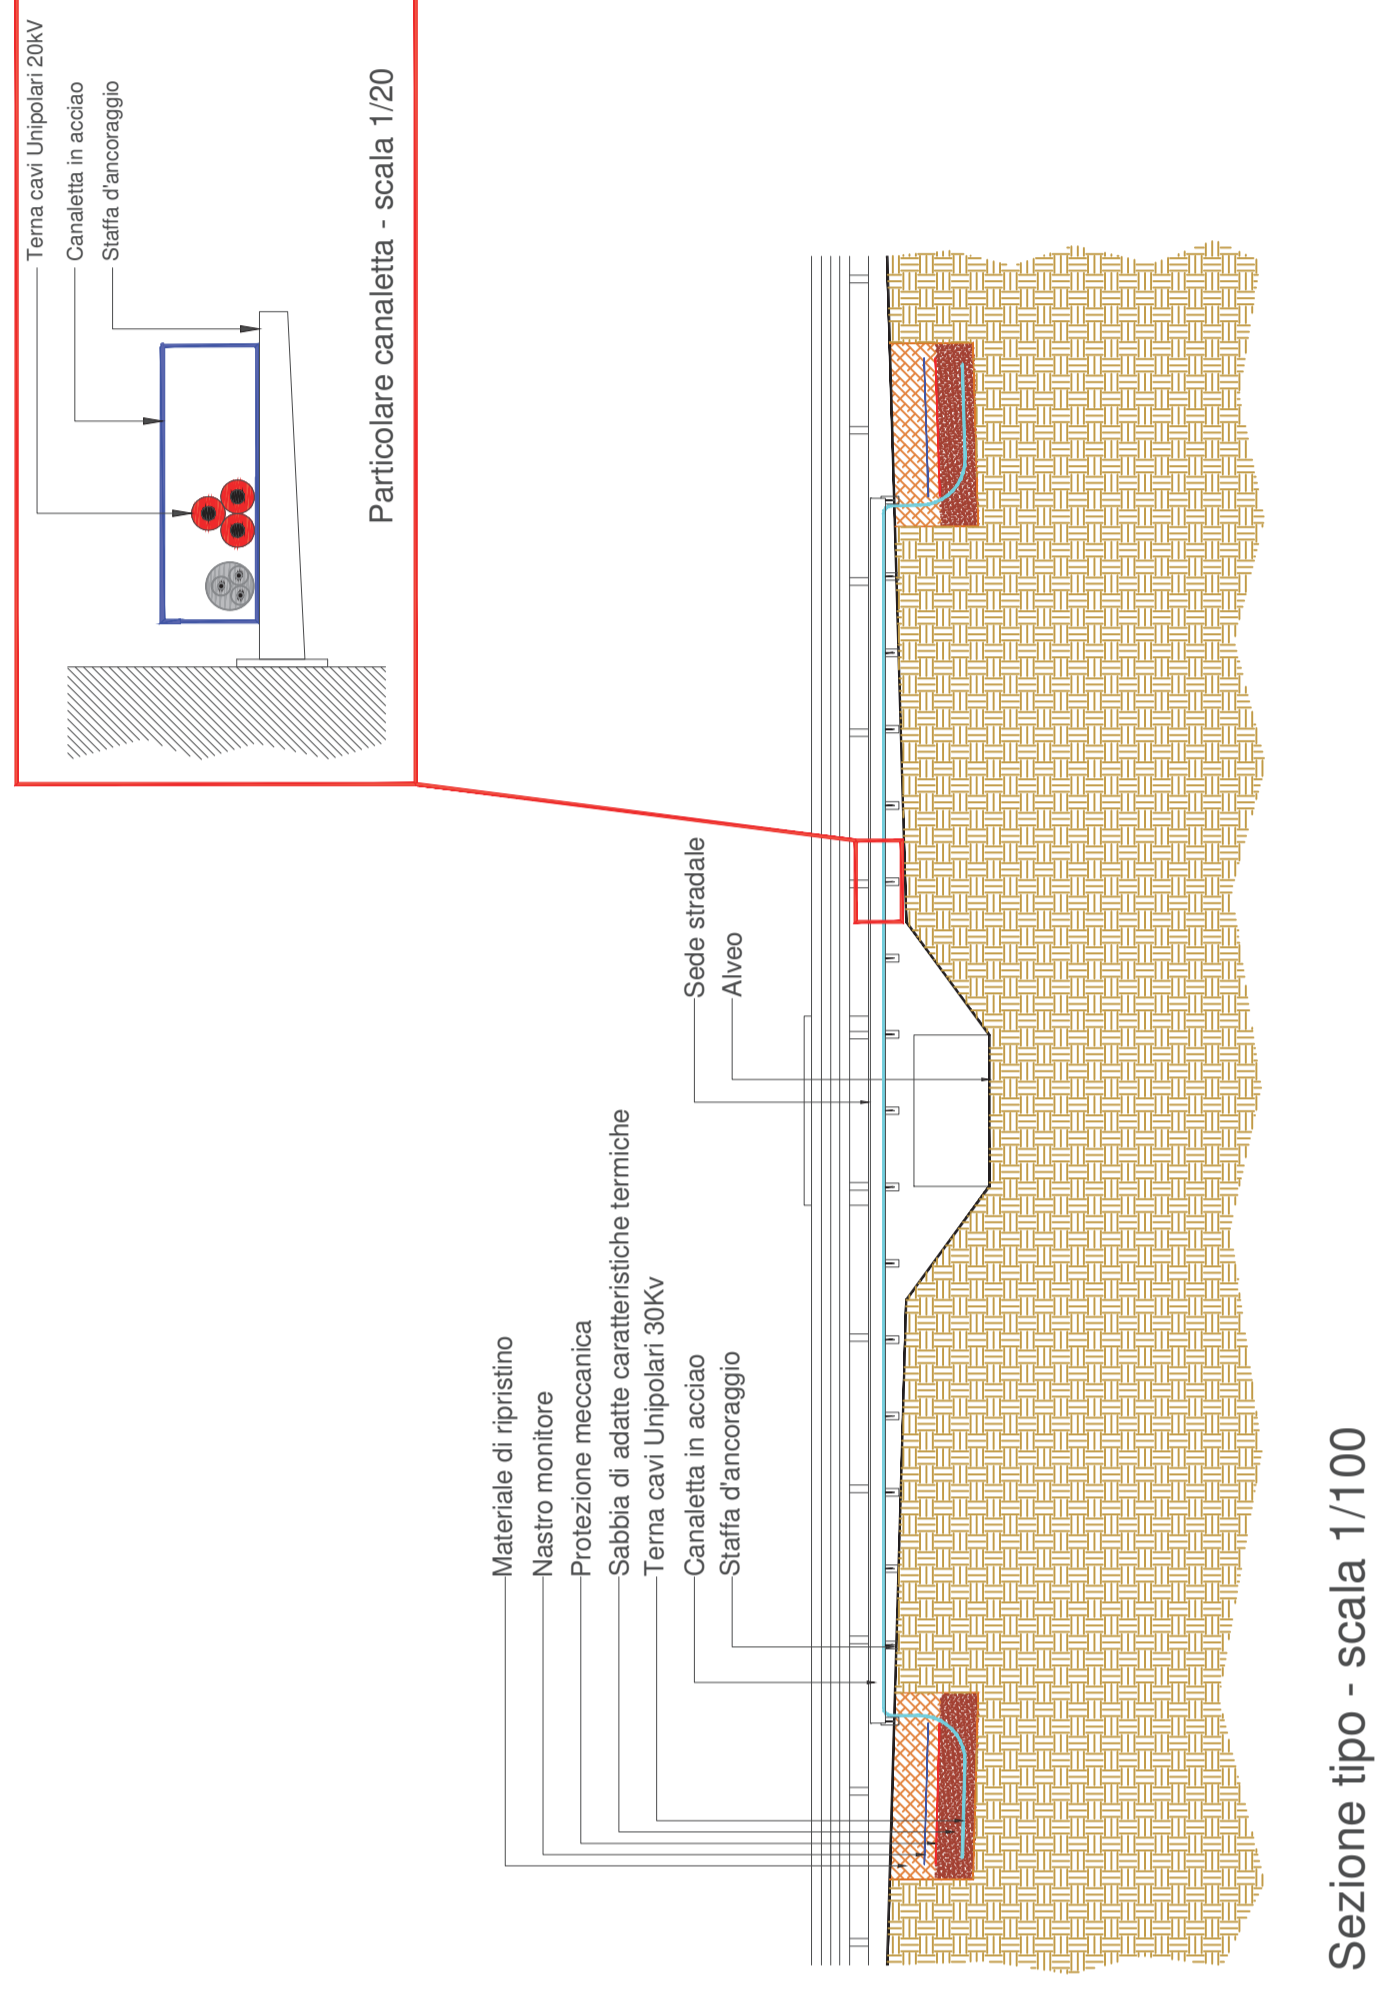 Terna cavi Unipolari 20kV
Canaletta in acciao
Staffa d'ancoraggio
Particolare canaletta - scala 1/20
Sede stradale
Alveo
Materiale di ripristino
Nastro monitore
Protezione meccanica
Sabbia di adatte caratteristiche termiche
Terna cavi Unipolari 30Kv
Canaletta in acciao
Staffa d'ancoraggio
Sezione tipo - scala 1/100